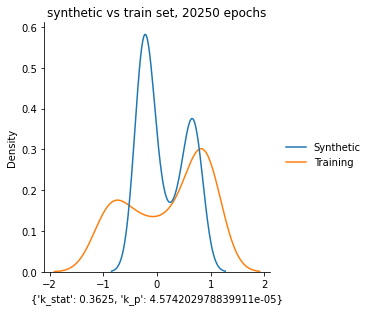 synthetic vs train set, 20250 epochs
0.6
0.5
0.4
0.3
0.2
0.1
0.0
Density
−2
−1
0
1
2
{'k_stat': 0.3625, 'k_p': 4.574202978839911e-05}
Synthetic
Training